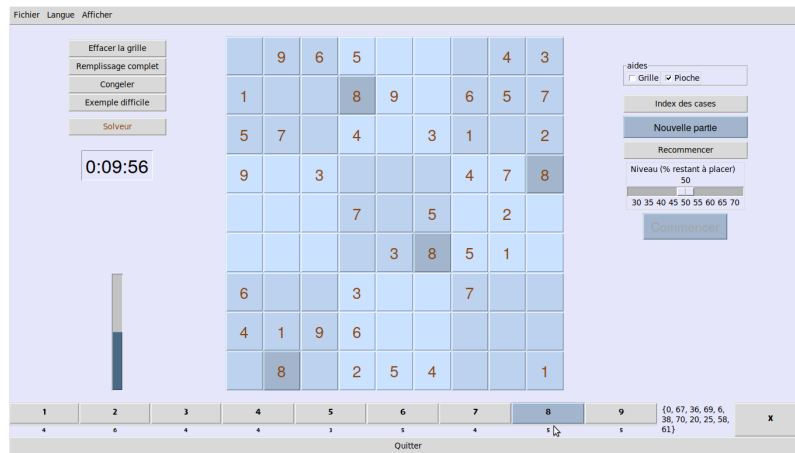 Fichier Langue Afficher
Effacer la grille
Remplissage complet
Congeler
Exemple difficile
Solveur
0:09:56
9 6 5 4 3
1 8 9 6 5 7
5 7 4 3 1 2
9 3 4 7 8
7 5 2
3 8 5 1
6 3 7
4 1 9 6
8 2 5 4 1
aides
Grille Pioche
Index des cases
Nouvelle partie
Recommencer
Niveau (% restant à placer)
50
30 35 40 45 50 55 60 65 70
Commencer
1 2 3 4 5 6 7 8 9
4 6 4 4 3 5 4 5 5
{0, 67, 36, 69, 6,
38, 70, 20, 25, 58,
61}
x
Quitter